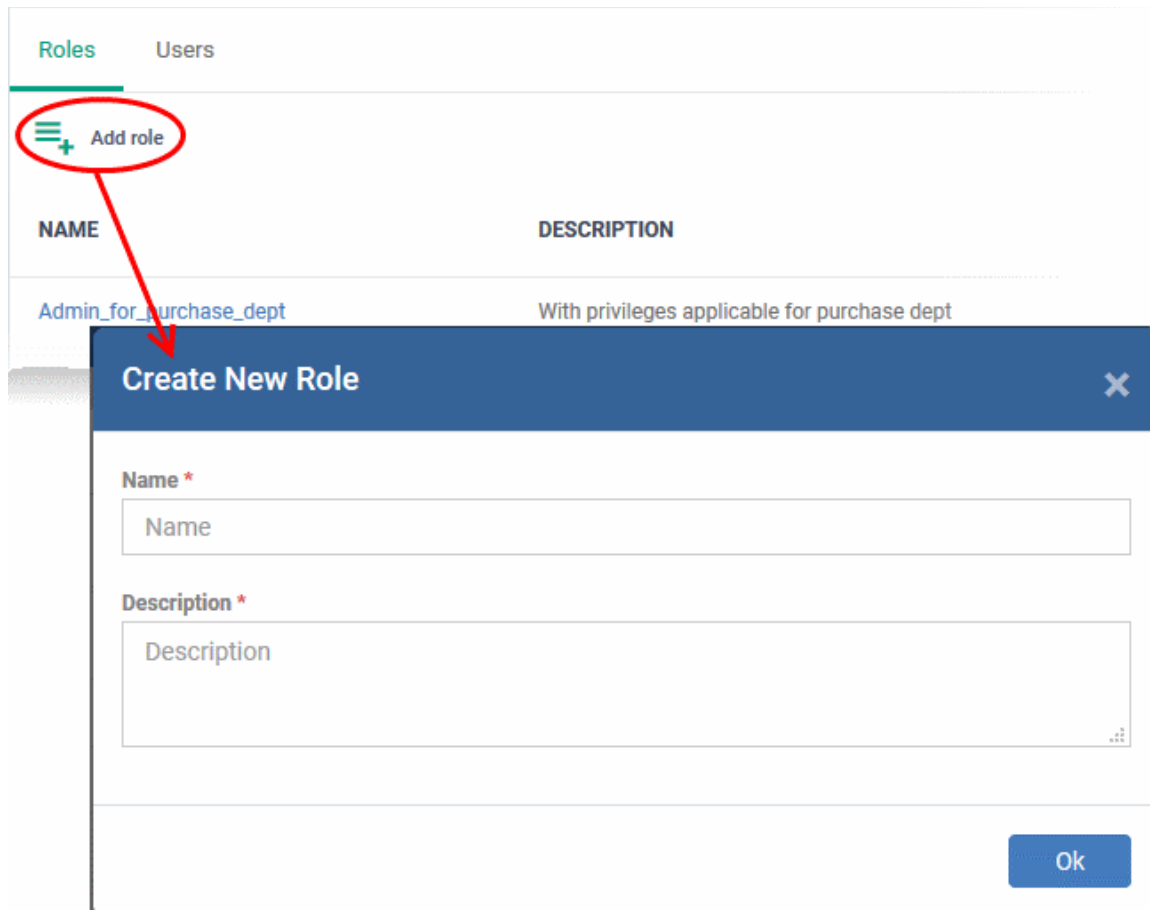 Roles Users
Add role
NAME DESCRIPTION
Admin_for_purchase_dept With privileges applicable for purchase dept
Create New Role
Name *
Name
Description *
Description
Ok